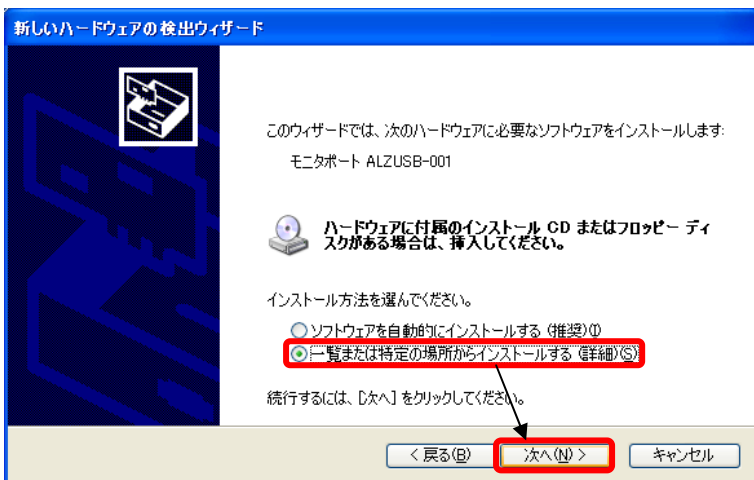 新しいハードウェアの検出ウィザード
このウィザードでは、次のハードウェアに必要なソフトウェアをインストールします:
モニタポート ALZUSB-001
ハードウェアに付属のインストール CD またはフロッピー ディ
スクがある場合は、挿入してください。
インストール方法を選んでください。
ソフトウェアを自動的にインストールする (推奨)(I)
一覧または特定の場所からインストールする (詳細)(S)
続行するには、[次へ] をクリックしてください。
< 戻る(B)
次へ(N) >
キャンセル